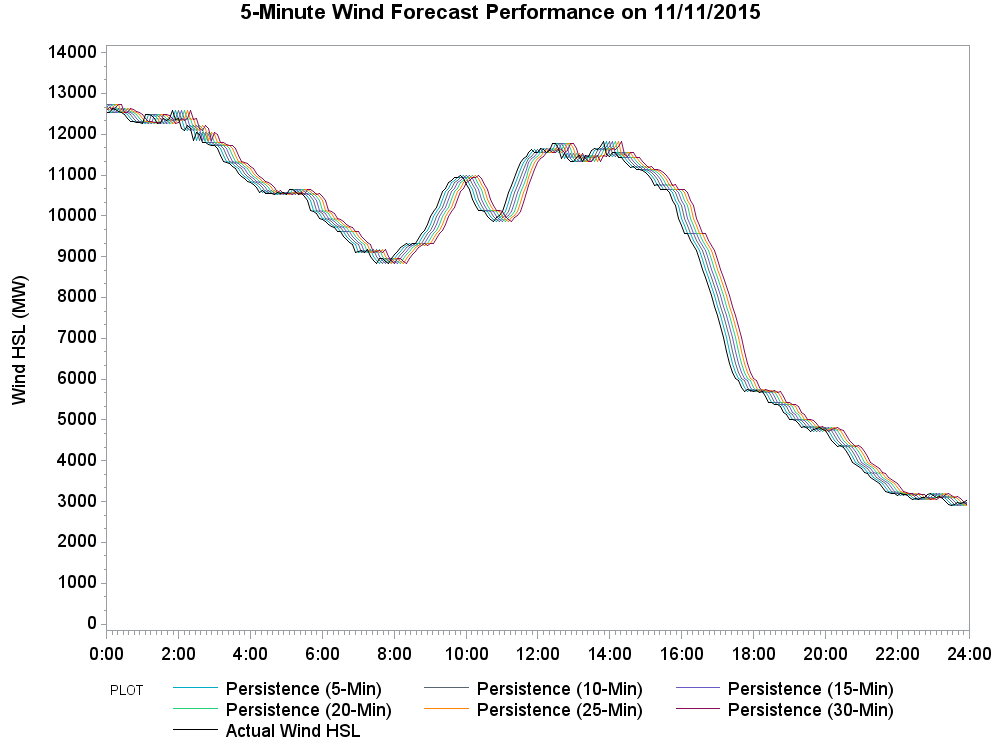 5-Minute Wind Forecast Performance on 11/11/2015
14000
13000
12000
11000
10000
9000
8000
7000
6000
5000
4000
3000
2000
1000
0
Wind HSL (MW)
0:00 2:00 4:00 6:00 8:00 10:00 12:00 14:00 16:00 18:00 20:00 22:00 24:00
PLOT Persistence (5-Min) Persistence (10-Min) Persistence (15-Min)
Persistence (20-Min) Persistence (25-Min) Persistence (30-Min)
Actual Wind HSL